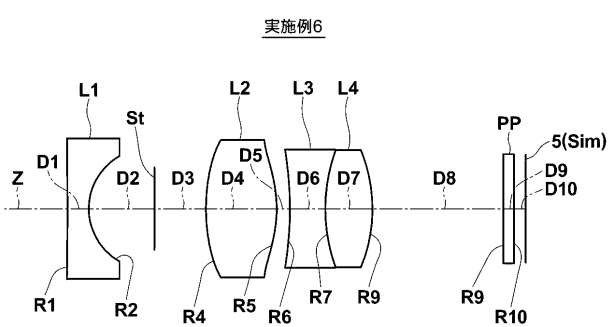 実施例6
L1 L2 L3 L4
St PP 5(Sim)
Z D1 D2 D3 D4 D5 D6 D7 D8 D9
D10
R1 R2 R4 R5 R6 R7 R9 R9 R10